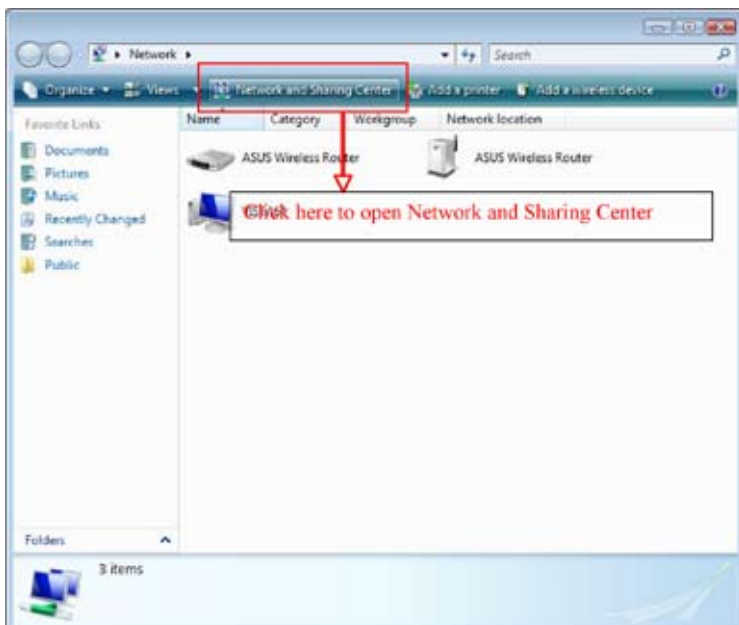 Network
Search
Organize Views Network and Sharing Center Add a printer Add a wireless device
Favorite Links
Name Category Workgroup Network location
Documents
Pictures
Music
Recently Changed
Searches
Public
ASUS Wireless Router ASUS Wireless Router
Click here to open Network and Sharing Center
Folders
3 items